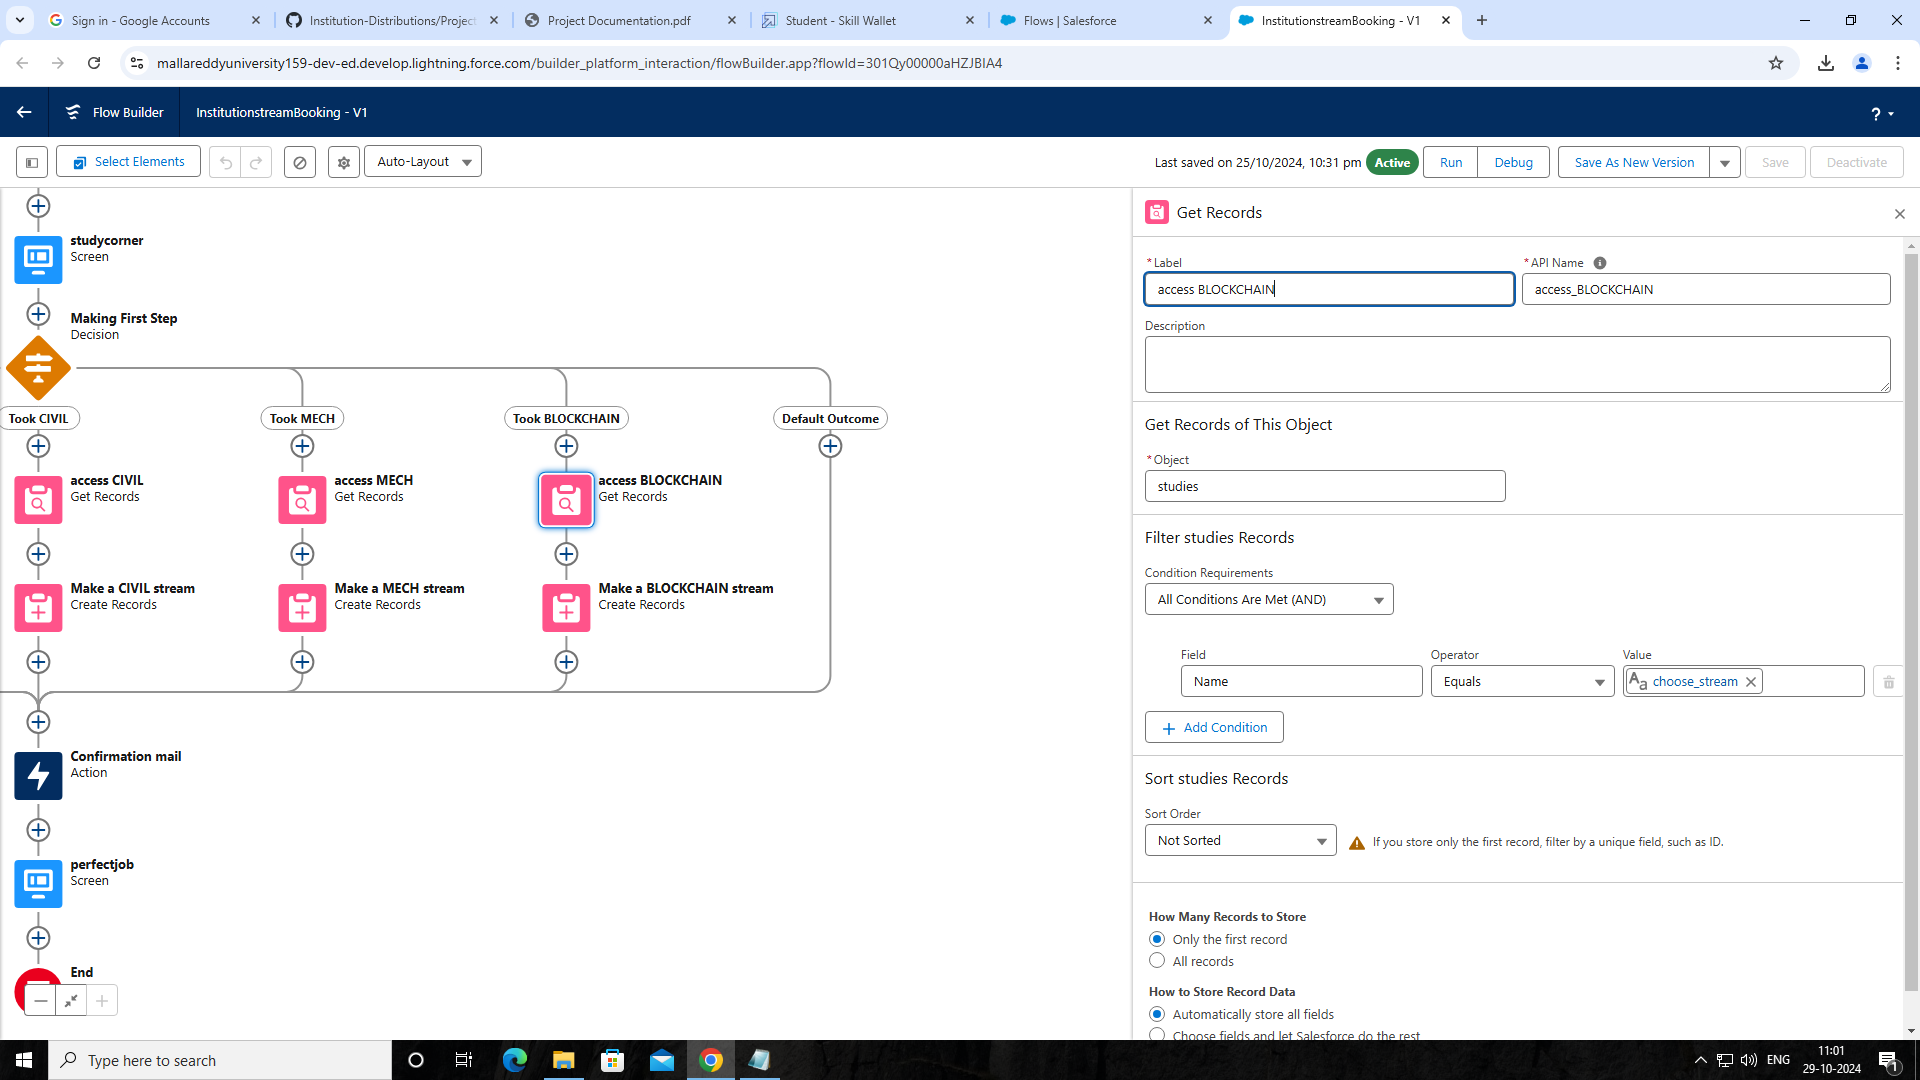 Sign in - Google Accounts
Institution-Distributions/Project
Project Documentation.pdf
Student - Skill Wallet
Flows | Salesforce
InstitutionstreamBooking - V1
mallareddyuniversity159-dev-ed.develop.lightning.force.com/builder_platform_interaction/flowBuilder.app?flowId=301Qy00000aHZJBIA4
Flow Builder
InstitutionstreamBooking - V1
?
Select Elements
Auto-Layout
Last saved on 25/10/2024, 10:31 pm
Active
Run
Debug
Save As New Version
Save
Deactivate
studycorner
Screen
Making First Step
Decision
Took CIVIL
Took MECH
Took BLOCKCHAIN
Default Outcome
access CIVIL
Get Records
access MECH
Get Records
access BLOCKCHAIN
Get Records
Make a CIVIL stream
Create Records
Make a MECH stream
Create Records
Make a BLOCKCHAIN stream
Create Records
Confirmation mail
Action
perfectjob
Screen
End
Get Records
*Label
access BLOCKCHAIN
*API Name
access_BLOCKCHAIN
Description
Get Records of This Object
*Object
studies
Filter studies Records
Condition Requirements
All Conditions Are Met (AND)
Field
Name
Operator
Equals
Value
Aa choose_stream
Add Condition
Sort studies Records
Sort Order
Not Sorted
If you store only the first record, filter by a unique field, such as ID.
How Many Records to Store
Only the first record
All records
How to Store Record Data
Automatically store all fields
Choose fields and let Salesforce do the rest
Type here to search
ENG
11:01
29-10-2024
1